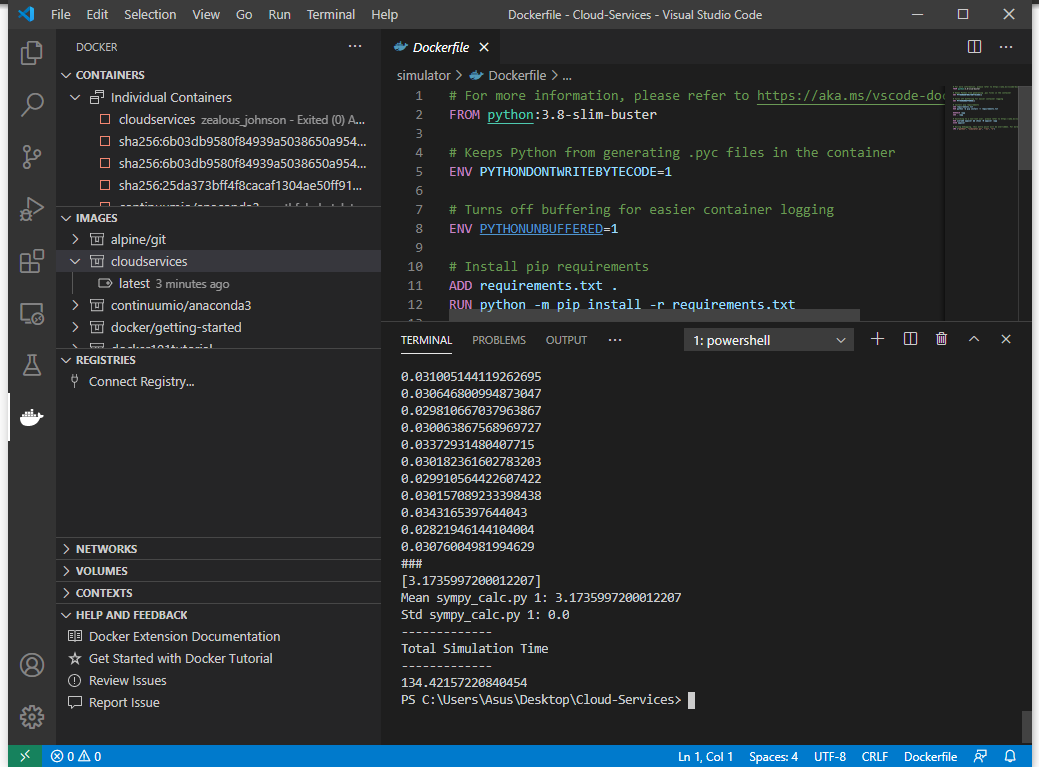 File Edit Selection View Go Run Terminal Help
Dockerfile - Cloud-Services - Visual Studio Code
DOCKER
CONTAINERS
Individual Containers
cloudservices zealous_johnson - Exited (0) A...
sha256:6b03db9580f84939a5038650a954...
sha256:6b03db9580f84939a5038650a954...
sha256:25da373bff4f8cacaf1304ae50ff91...
continuumio/anaconda3
IMAGES
alpine/git
cloudservices
latest 3 minutes ago
continuumio/anaconda3
docker/getting-started
docker101tutorial
REGISTRIES
Connect Registry...
NETWORKS
VOLUMES
CONTEXTS
HELP AND FEEDBACK
Docker Extension Documentation
Get Started with Docker Tutorial
Review Issues
Report Issue
Dockerfile
simulator > Dockerfile > ...
1 # For more information, please refer to https://aka.ms/vscode-doc
2 FROM python:3.8-slim-buster
3
4 # Keeps Python from generating .pyc files in the container
5 ENV PYTHONDONTWRITEBYTECODE=1
6
7 # Turns off buffering for easier container logging
8 ENV PYTHONUNBUFFERED=1
9
10 # Install pip requirements
11 ADD requirements.txt .
12 RUN python -m pip install -r requirements.txt
TERMINAL PROBLEMS OUTPUT ... 1: powershell
0.031005144119262695
0.030646800994873047
0.029810667037963867
0.030063867568969727
0.03372931480407715
0.030182361602783203
0.029910564422607422
0.030157089233398438
0.0343165397644043
0.02821946144104004
0.03076004981994629
###
[3.1735997200012207]
Mean sympy_calc.py 1: 3.1735997200012207
Std sympy_calc.py 1: 0.0
-------------
Total Simulation Time
-------------
134.42157220840454
PS C:\Users\Asus\Desktop\Cloud-Services>
0 0
Ln 1, Col 1 Spaces: 4 UTF-8 CRLF Dockerfile